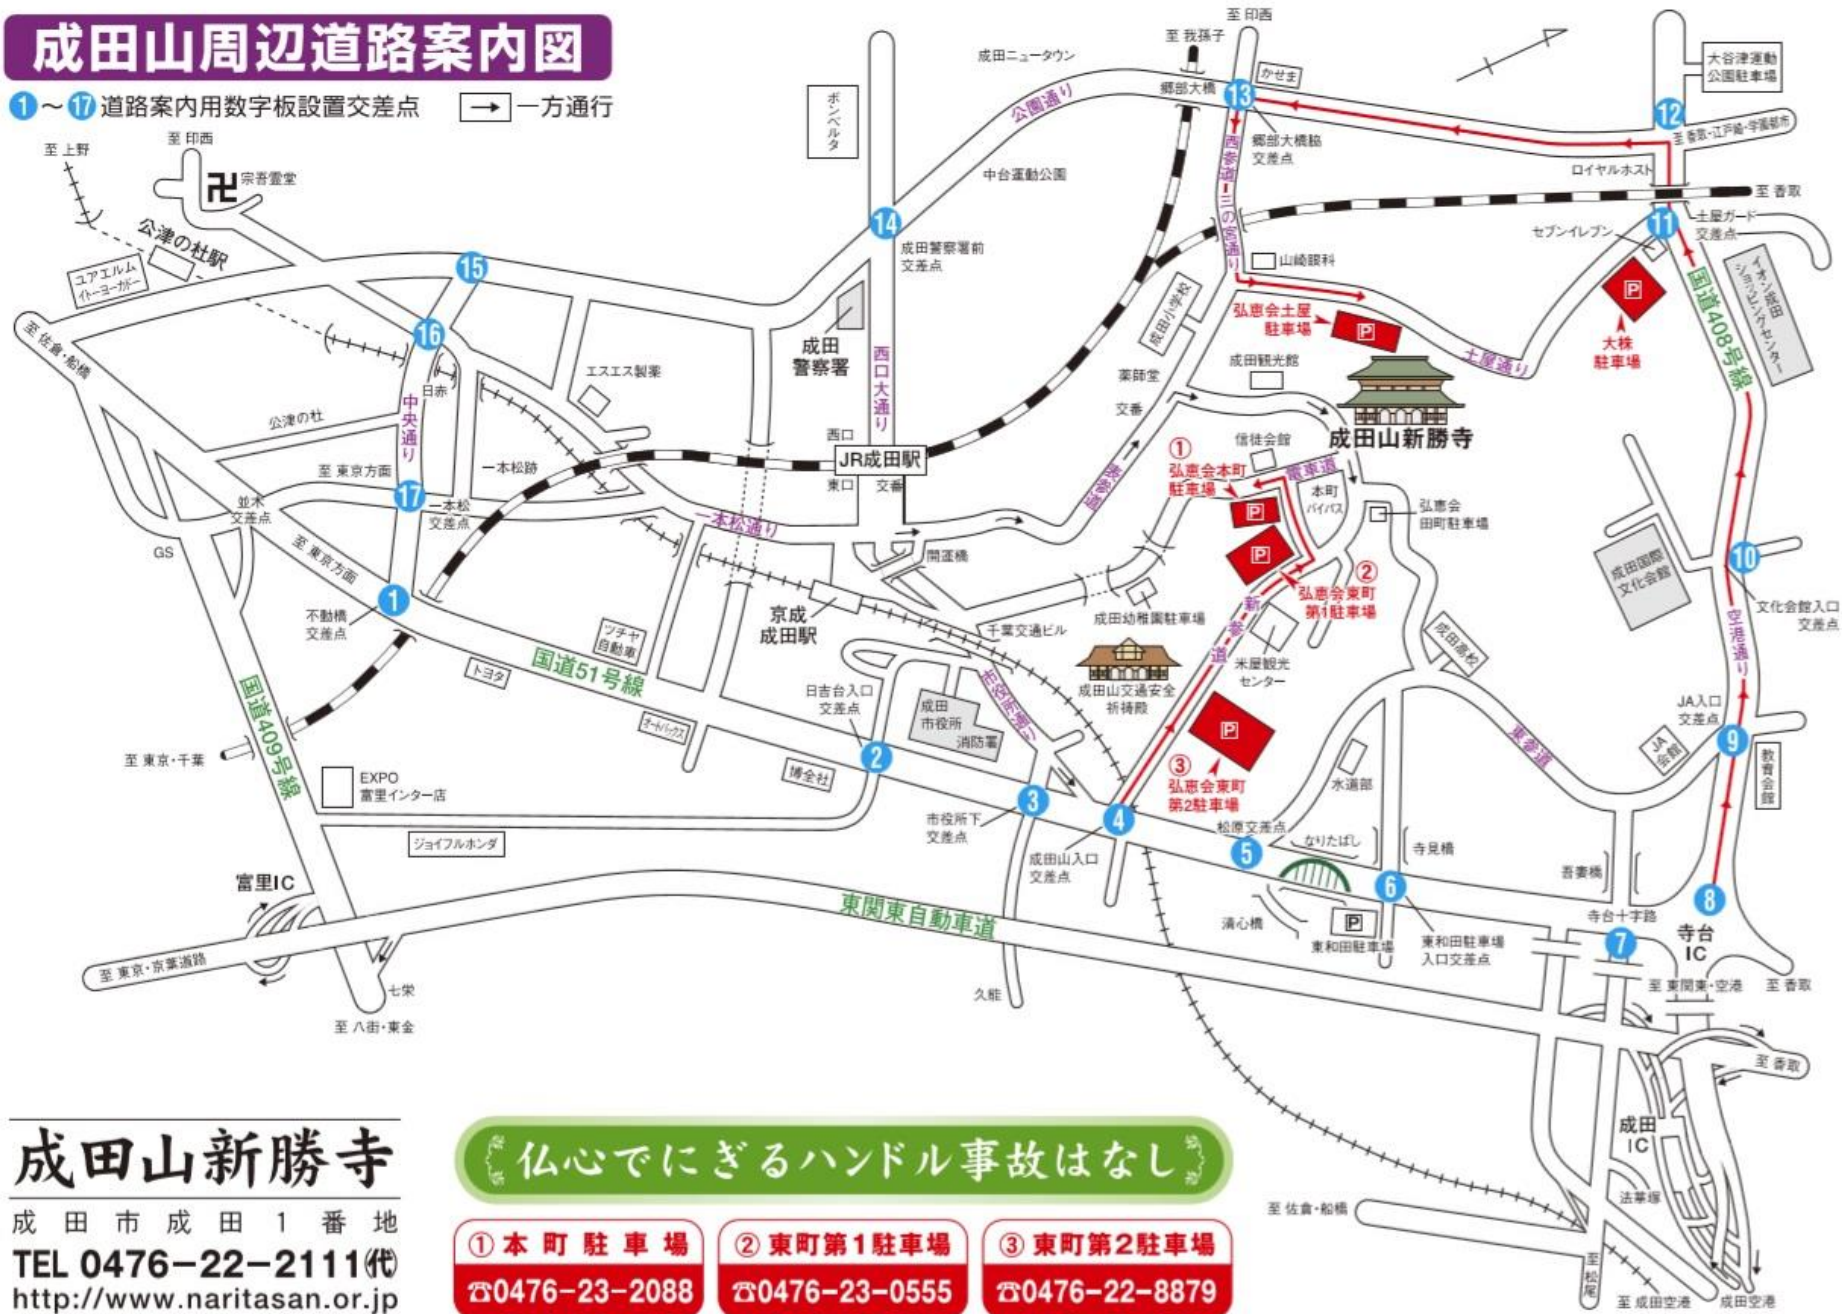 成田山周辺道路案内図
1～17 道路案内用数字板設置交差点 → 一方通行
至 上野
至 印西
卍 宗吾霊堂
公津の杜駅
ユアエルム
イトーヨーカドー
至 佐倉・船橋
15
16
日赤
中央通り
公津の杜
至 東京方面
17
一本松
交差点
一本松跡
並木
交差点
GS
至 東京方面
不動橋
交差点
1
エスエス製薬
ボンベルタ
成田ニュータウン
公園通り
中台運動公園
14
成田警察署前
交差点
成田
警察署
西口大通り
西口
JR成田駅
東口
交番
一本松通り
開運橋
表参道
至 我孫子
至 印西
郷部大橋
13
かせま
郷部大橋脇
交差点
西参道
三の宮通り
山崎眼科
成田小学校
薬師堂
交番
成田観光館
弘恵会土屋
駐車場
P
土屋通り
成田山新勝寺
大谷津運動
公園駐車場
12
至 香取・江戸崎・学園都市
ロイヤルホスト
至 香取
11
土屋ガード
交差点
セブンイレブン
P
大株
駐車場
国道408号線
イオン成田
ショッピングセンター
信徒会館
電車道
①
弘恵会本町
駐車場
P
P
本町
バイパス
弘恵会
田町駐車場
②
弘恵会東町
第1駐車場
新参道
成田国際
文化会館
10
文化会館入口
交差点
空港通り
京成
成田駅
千葉交通ビル
成田幼稚園駐車場
成田山交通安全
祈祷殿
米屋観光
センター
成田高校
P
③
弘恵会東町
第2駐車場
東参道
JA入口
交差点
9
JA
会館
教育会館
水道部
ツチヤ
自動車
国道51号線
トヨタ
オートバックス
日吉台入口
交差点
2
成田
市役所
消防署
市役所通り
博全社
市役所下
交差点
3
4
成田山入口
交差点
松原交差点
5
なりたばし
寺見橋
6
清心橋
P
東和田駐車場
東和田駐車場
入口交差点
吾妻橋
寺台十字路
7
8
寺台
IC
至 東関東・空港
至 香取
国道409号線
至 東京・千葉
EXPO
富里インター店
ジョイフルホンダ
富里IC
至 東京・京葉道路
七栄
至 八街・東金
東関東自動車道
久能
至 香取
成田
IC
法華塚
至 佐倉・船橋
至 松尾
至 成田空港
成田空港
成田山新勝寺
成田市成田1番地
TEL 0476−22−2111㈹
http://www.naritasan.or.jp
仏心でにぎるハンドル事故はなし
①本町駐車場
☎0476−23−2088
②東町第1駐車場
☎0476−23−0555
③東町第2駐車場
☎0476−22−8879